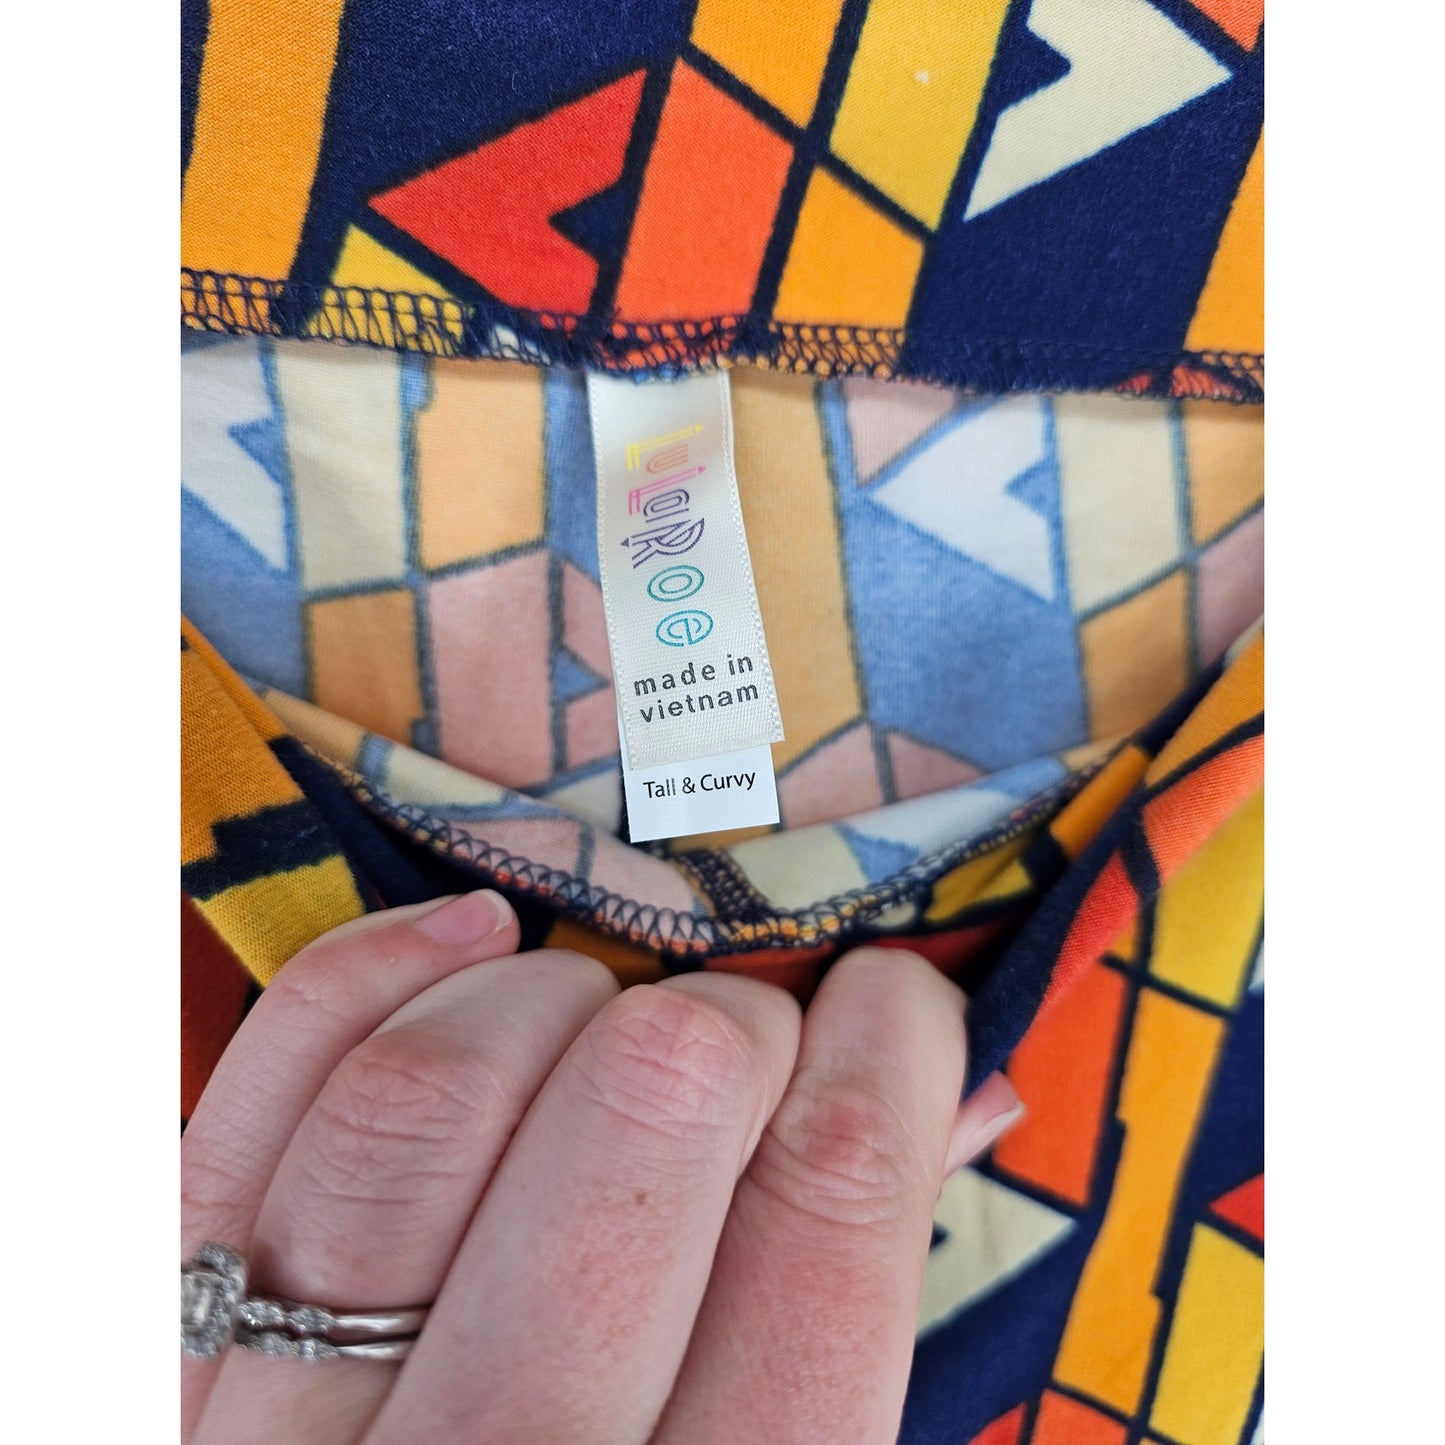 LuLaRoe
made in
vietnam
Tall & Curvy